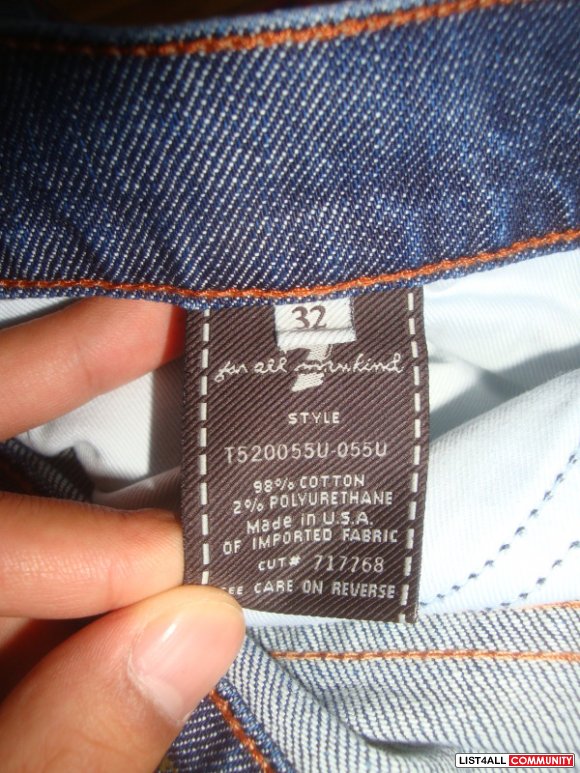 32
7
for all mankind
STYLE
T520055U-055U
98% COTTON
2% POLYURETHANE
Made in U.S.A.
OF IMPORTED FABRIC
CUT# 717768
SEE CARE ON REVERSE
LIST4ALL COMMUNITY